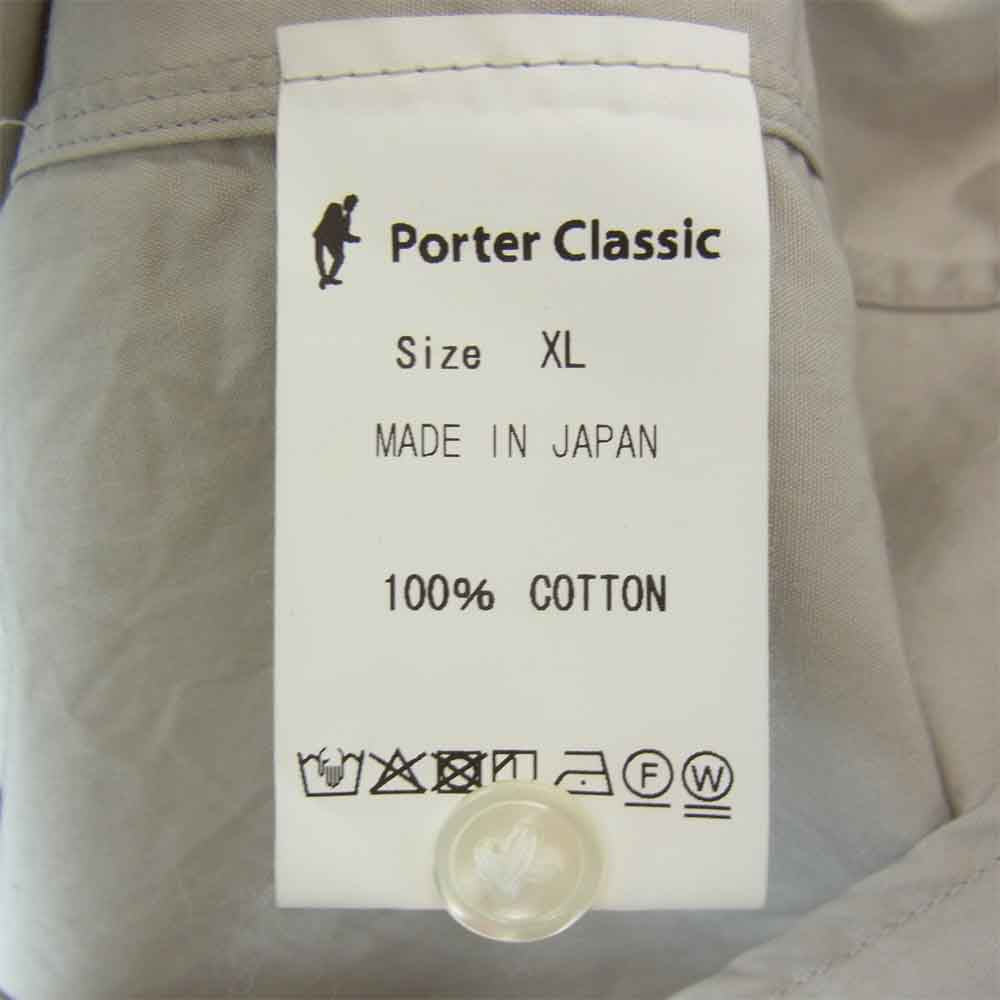 Porter Classic
Size XL
MADE IN JAPAN
100% COTTON
F W